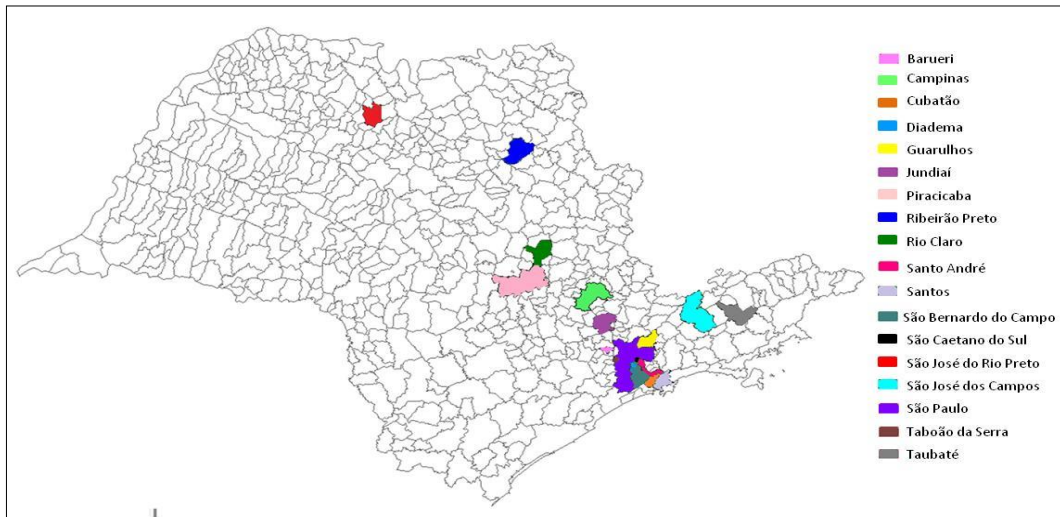 Barueri
Campinas
Cubatão
Diadema
Guarulhos
Jundiaí
Piracicaba
Ribeirão Preto
Rio Claro
Santo André
Santos
São Bernardo do Campo
São Caetano do Sul
São José do Rio Preto
São José dos Campos
São Paulo
Taboão da Serra
Taubaté